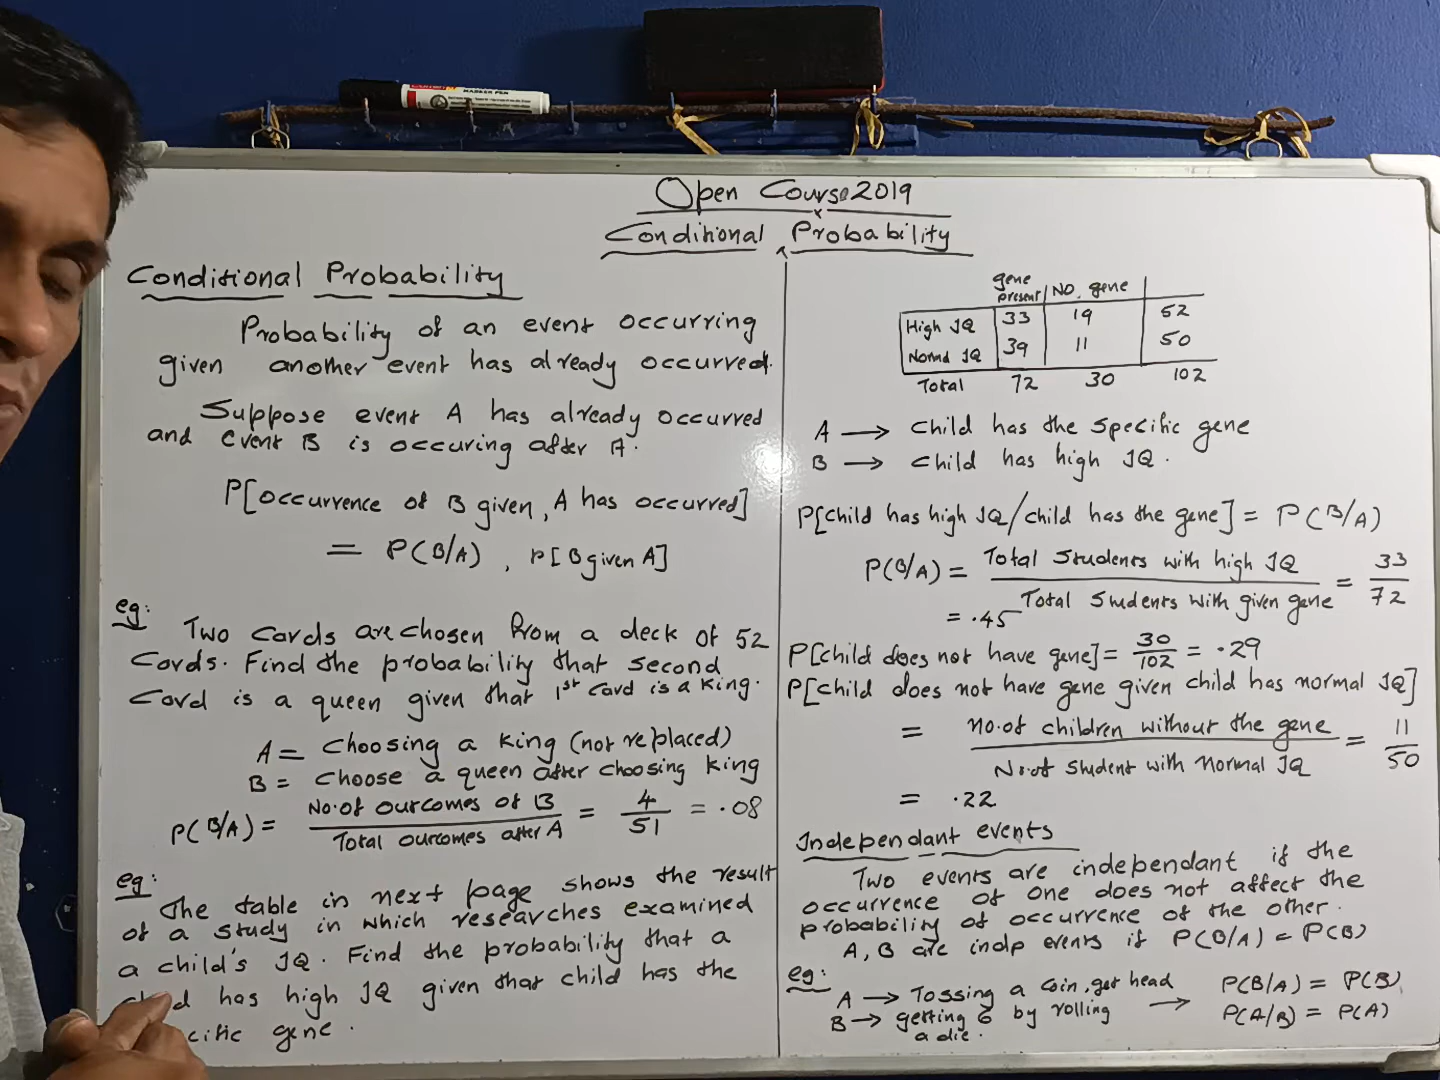 MARKER PEN
Open Course 2019
Conditional Probability
Conditional Probability
Probability of an event occurring
given another event has already occurred.
Suppose event A has already occurred
and event B is occuring after A.
P[occurrence of B given, A has occurred]
= P(B/A) , P[B given A]
eg:
Two cards are chosen from a deck of 52
cards. Find the probability that second
card is a queen given that 1st card is a king.
A = choosing a king (not replaced)
B = choose a queen after choosing king
P(B/A) = No. of outcomes of B / Total outcomes after A = 4/51 = .08
eg:
The table in next page shows the result
of a study in which researches examined
a child's IQ. Find the probability that a
has high IQ given that child has the
cific gene.
gene present | No. gene |
High IQ 33 19 52
Normal IQ 39 11 50
Total 72 30 102
A → child has the specific gene
B → child has high IQ.
P[child has high IQ/child has the gene] = P(B/A)
P(B/A) = Total Students with high IQ / Total Students with given gene = 33/72
= .45
P[child does not have gene] = 30/102 = .29
P[child does not have gene given child has normal IQ]
= no. of children without the gene / No. of student with normal IQ = 11/50
= .22
Independant events
Two events are independant if the
occurrence of one does not affect the
probability of occurrence of the other.
A, B are indp events if P(B/A) = P(B)
eg:
A → Tossing a coin, get head
B → getting 6 by rolling
a die.
→ P(B/A) = P(B)
P(A/B) = P(A)